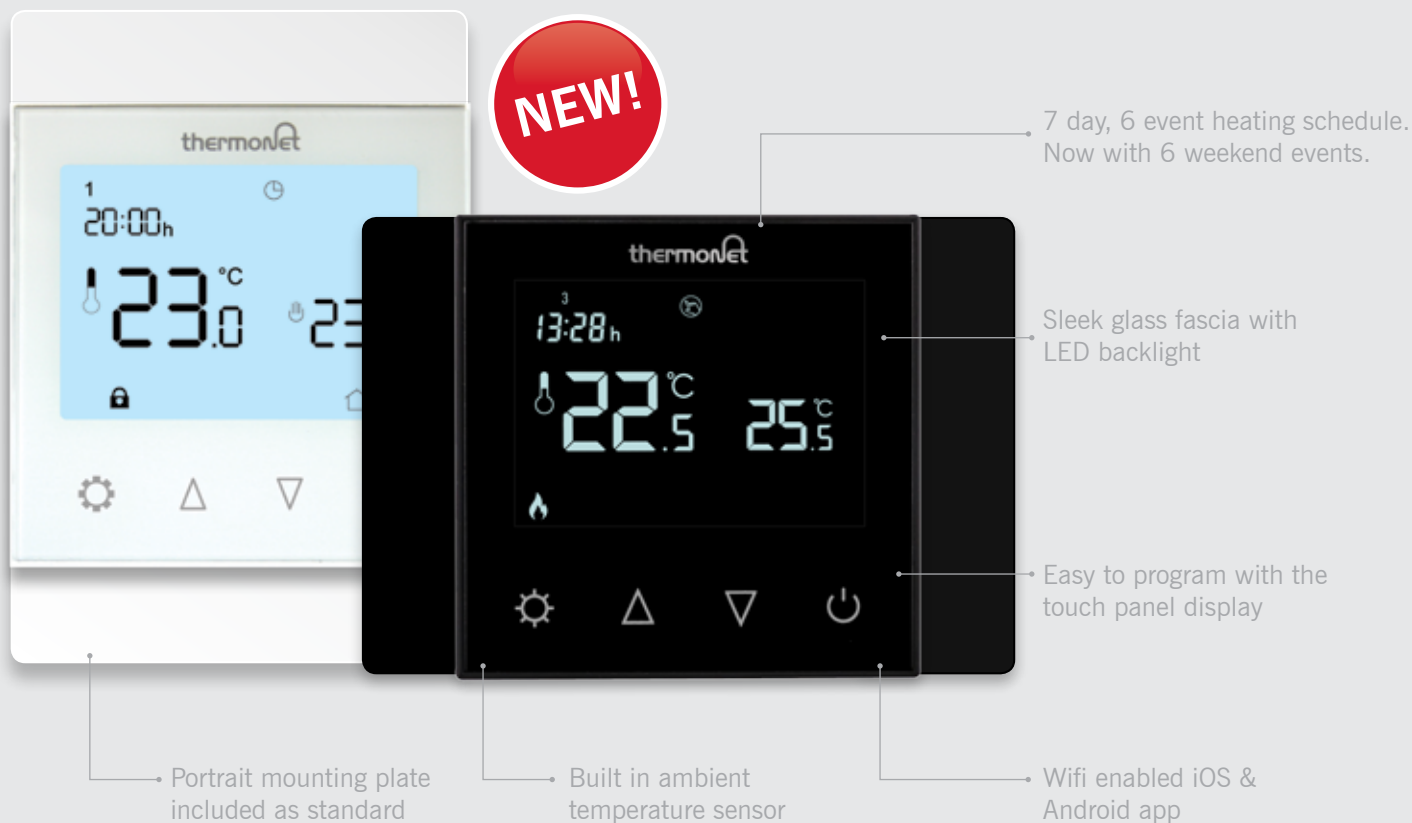 NEW!
thermonet
1
20:00h
23.0 °C
thermonet
3
13:28h
22.5 °C
25.5 °C
7 day, 6 event heating schedule.
Now with 6 weekend events.
Sleek glass fascia with
LED backlight
Easy to program with the
touch panel display
Portrait mounting plate
included as standard
Built in ambient
temperature sensor
Wifi enabled iOS &
Android app